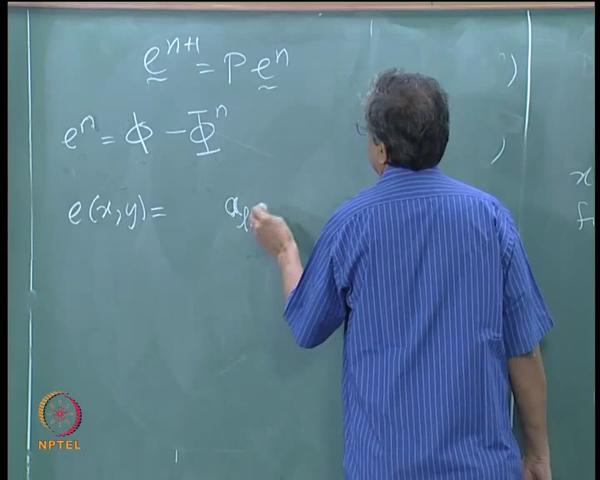 e^{n+1} = P e^n
e^n = ϕ − Φ^n
e(x,y) = a_l
)
)
x
f
NPTEL